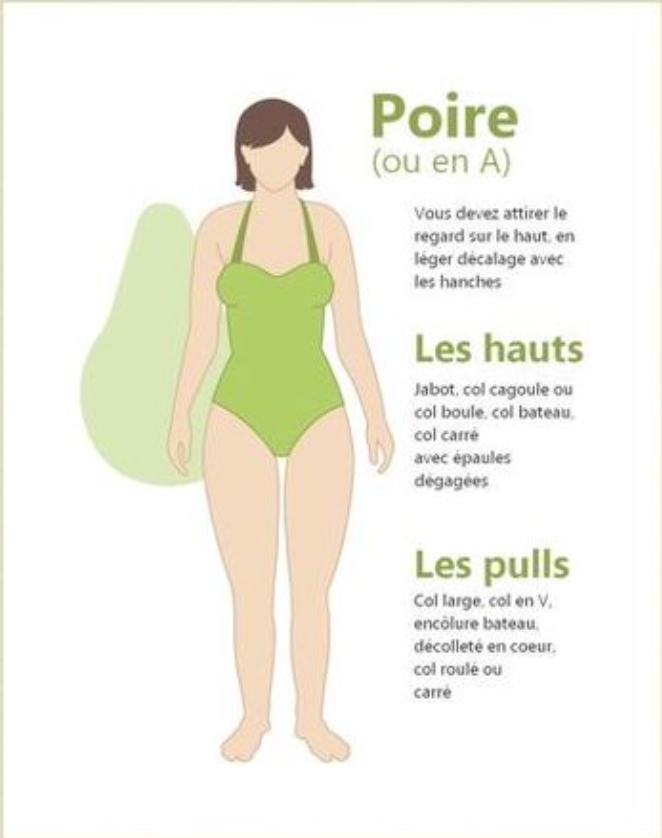 Poire
(ou en A)
Vous devez attirer le
regard sur le haut, en
léger décalage avec
les hanches
Les hauts
Jabot, col cagoule ou
col boule, col bateau,
col carré
avec épaules
dégagées
Les pulls
Col large, col en V,
encôlure bateau,
décolleté en coeur,
col roulé ou
carré